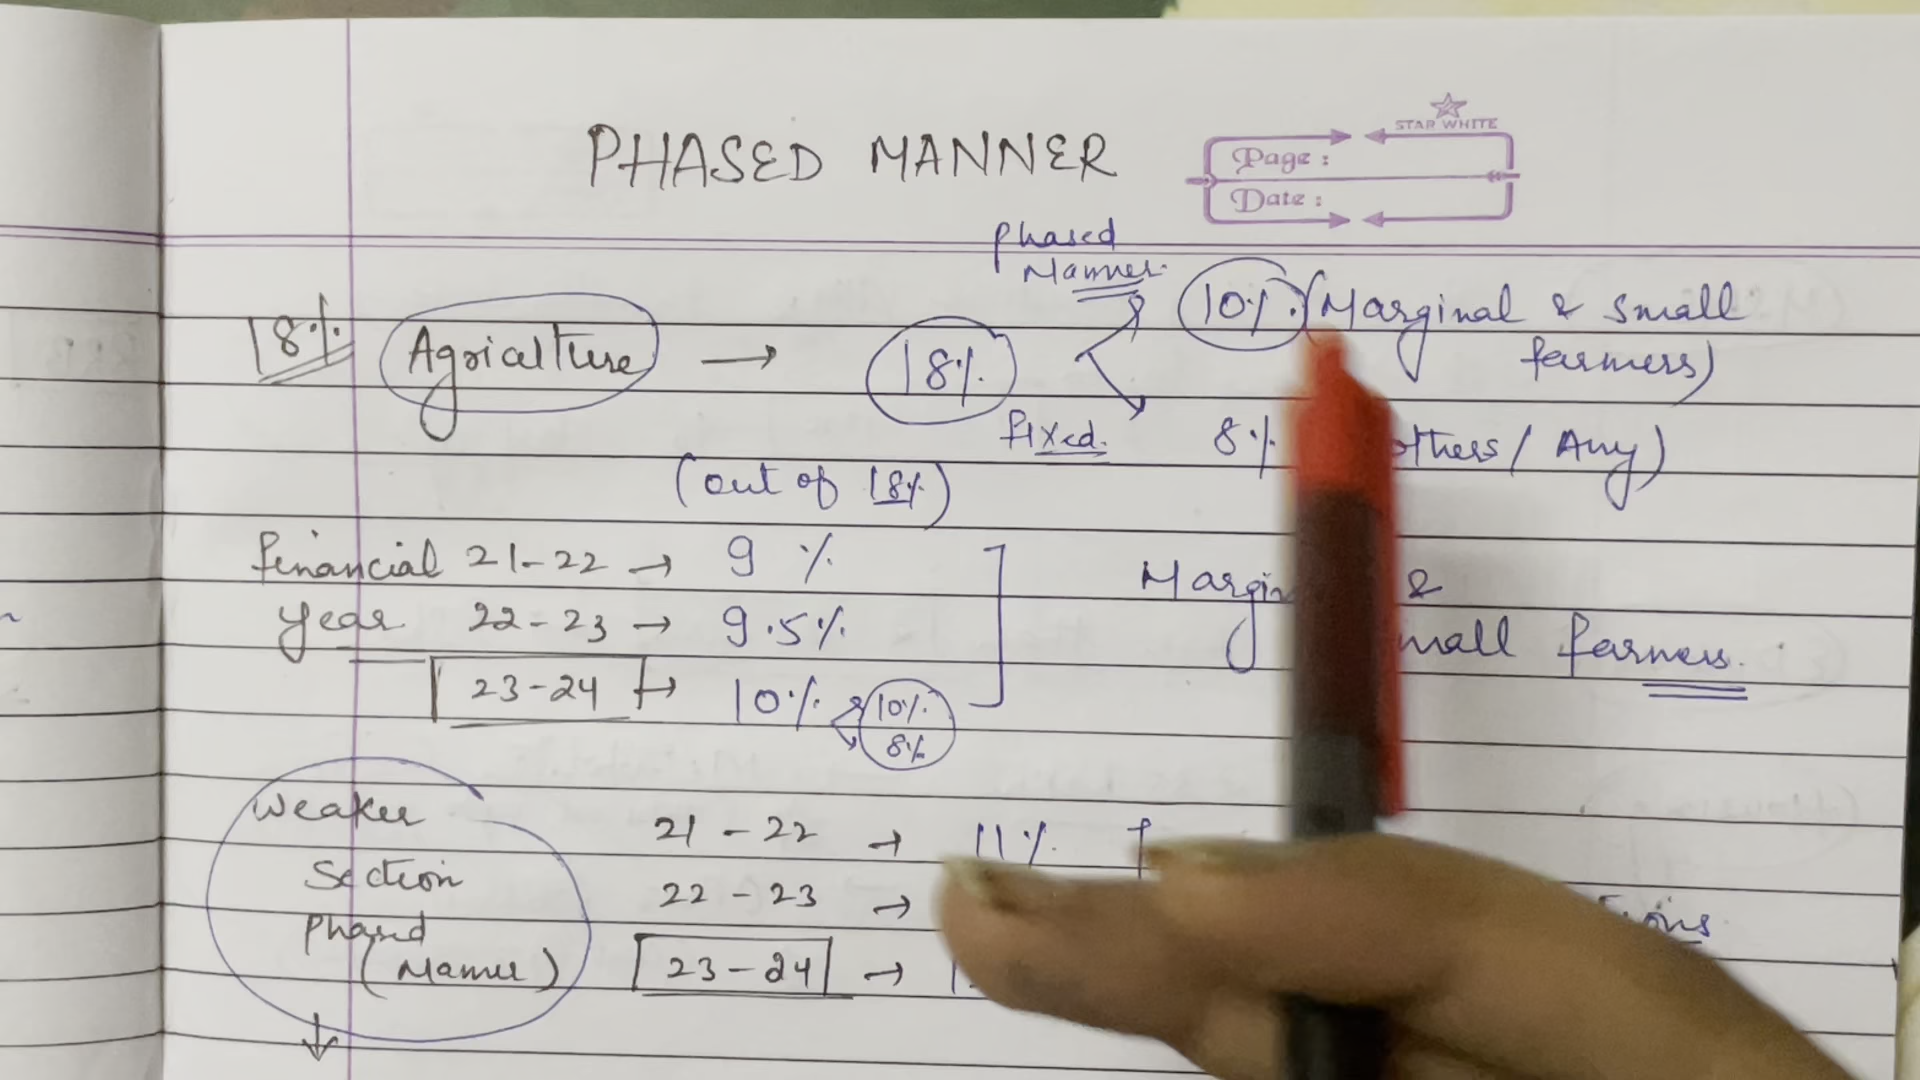 PHASED MANNER
STAR WHITE
Page :
Date :
Phased
Manner.
18% Agriculture → 18%
10% (Marginal & small
farmers)
fixed. 8% others / Any)
(out of 18%)
financial 21-22 → 9 %
year 22-23 → 9.5%
23-24 → 10% 10%
8%
&
farmers.
Weaker
Section
Phased
(Manner)
21-22 → 11%
22-23 →
23-24 →